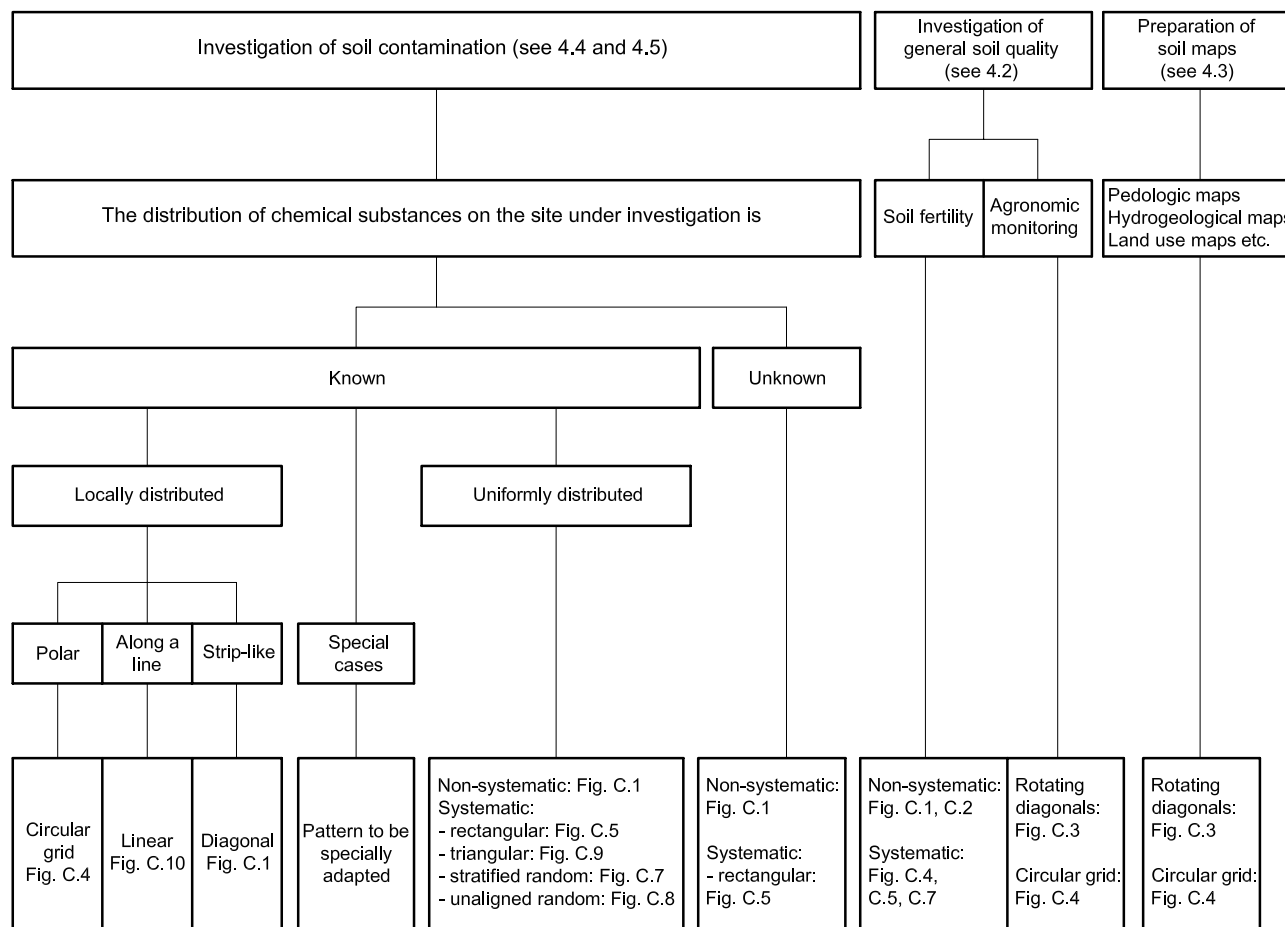 Investigation of soil contamination (see 4.4 and 4.5)
Investigation of
general soil quality
(see 4.2)
Preparation of
soil maps
(see 4.3)
The distribution of chemical substances on the site under investigation is
Soil fertility
Agronomic
monitoring
Pedologic maps
Hydrogeological maps
Land use maps etc.
Known
Unknown
Locally distributed
Uniformly distributed
Polar
Along a
line
Strip-like
Special
cases
Circular
grid
Fig. C.4
Linear
Fig. C.10
Diagonal
Fig. C.1
Pattern to be
specially
adapted
Non-systematic: Fig. C.1
Systematic:
- rectangular: Fig. C.5
- triangular: Fig. C.9
- stratified random: Fig. C.7
- unaligned random: Fig. C.8
Non-systematic:
Fig. C.1
Systematic:
- rectangular:
Fig. C.5
Non-systematic:
Fig. C.1, C.2
Systematic:
Fig. C.4,
C.5, C.7
Rotating
diagonals:
Fig. C.3
Circular grid:
Fig. C.4
Rotating
diagonals:
Fig. C.3
Circular grid:
Fig. C.4